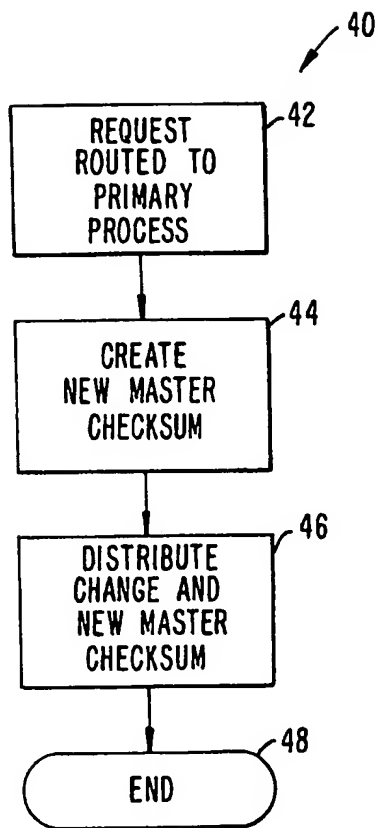 40
42
REQUEST
ROUTED TO
PRIMARY
PROCESS
44
CREATE
NEW MASTER
CHECKSUM
46
DISTRIBUTE
CHANGE AND
NEW MASTER
CHECKSUM
48
END